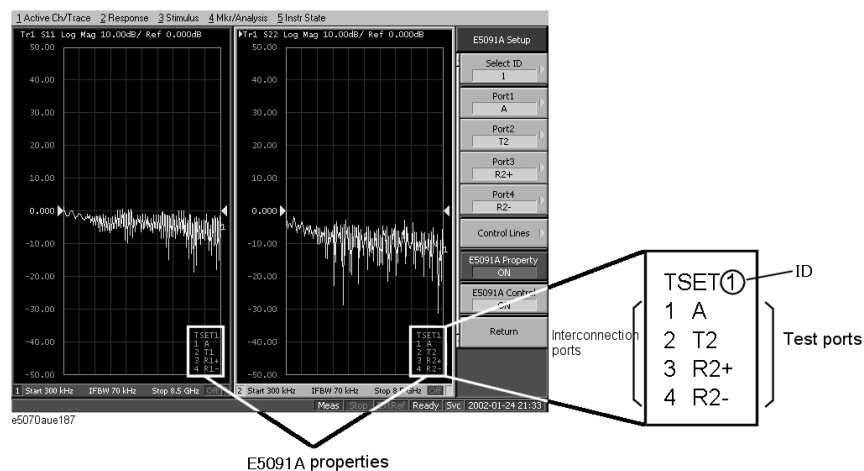 1 Active Ch/Trace 2 Response 3 Stimulus 4 Mkr/Analysis 5 Instr State
Tr1 S11 Log Mag 10.00dB/ Ref 0.000dB
50.00
40.00
30.00
20.00
10.00
0.000
-10.00
-20.00
-30.00
-40.00
-50.00
1
TSET1
1 A
2 T1
3 R1+
4 R1-
1 Start 300 kHz IFBW 70 kHz Stop 8.5 GHz Off
Tr1 S22 Log Mag 10.00dB/ Ref 0.000dB
50.00
40.00
30.00
20.00
10.00
0.000
-10.00
-20.00
-30.00
-40.00
-50.00
1
TSET1
1 A
2 T2
3 R2+
4 R2-
2 Start 300 kHz IFBW 70 kHz Stop 8.5 GHz
E5091A Setup
Select ID
1
Port1
A
Port2
T2
Port3
R2+
Port4
R2-
Control Lines
E5091A Property
ON
E5091A Control
ON
Return
Meas Stop ExtRef Ready Svc 2002-01-24 21:33
e5070aue187
E5091A properties
TSET1
1 A
2 T2
3 R2+
4 R2-
ID
Interconnection
ports
Test ports